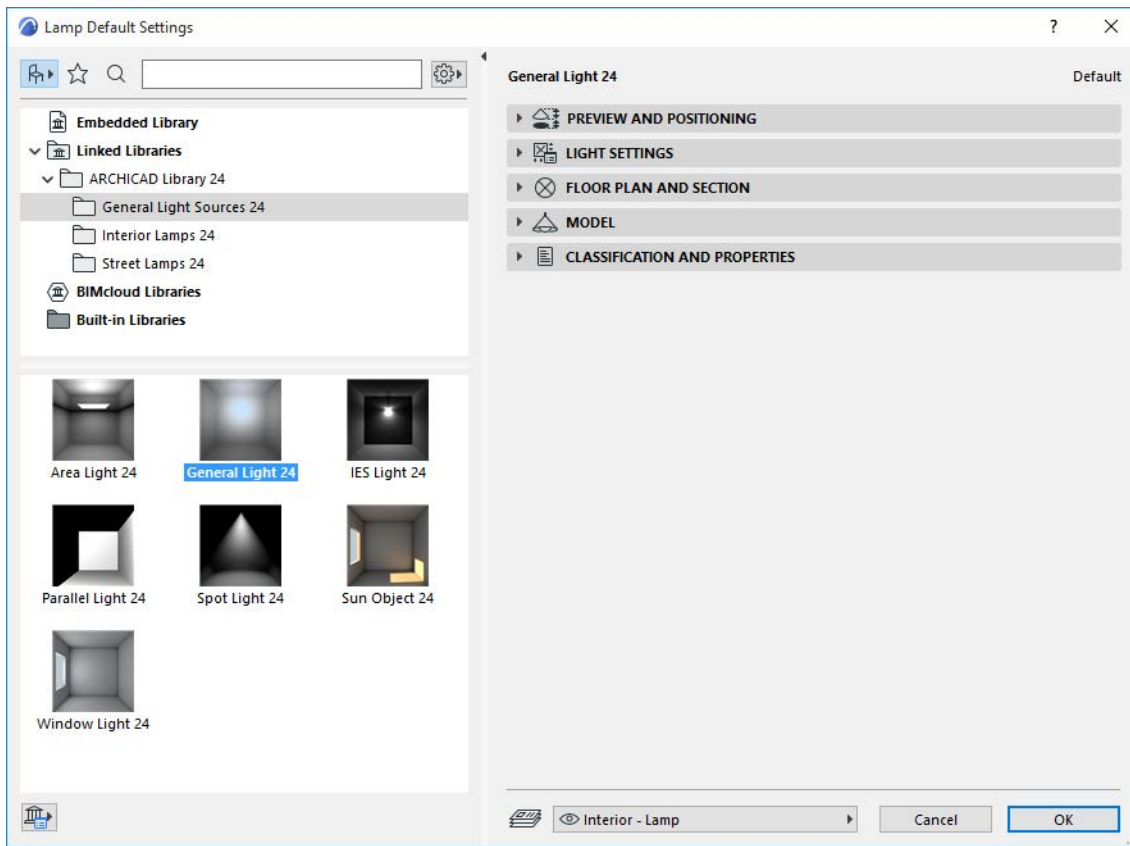 Lamp Default Settings
?
General Light 24
Default
Embedded Library
Linked Libraries
ARCHICAD Library 24
General Light Sources 24
Interior Lamps 24
Street Lamps 24
BIMcloud Libraries
Built-in Libraries
PREVIEW AND POSITIONING
LIGHT SETTINGS
FLOOR PLAN AND SECTION
MODEL
CLASSIFICATION AND PROPERTIES
Area Light 24
General Light 24
IES Light 24
Parallel Light 24
Spot Light 24
Sun Object 24
Window Light 24
Interior - Lamp
Cancel
OK